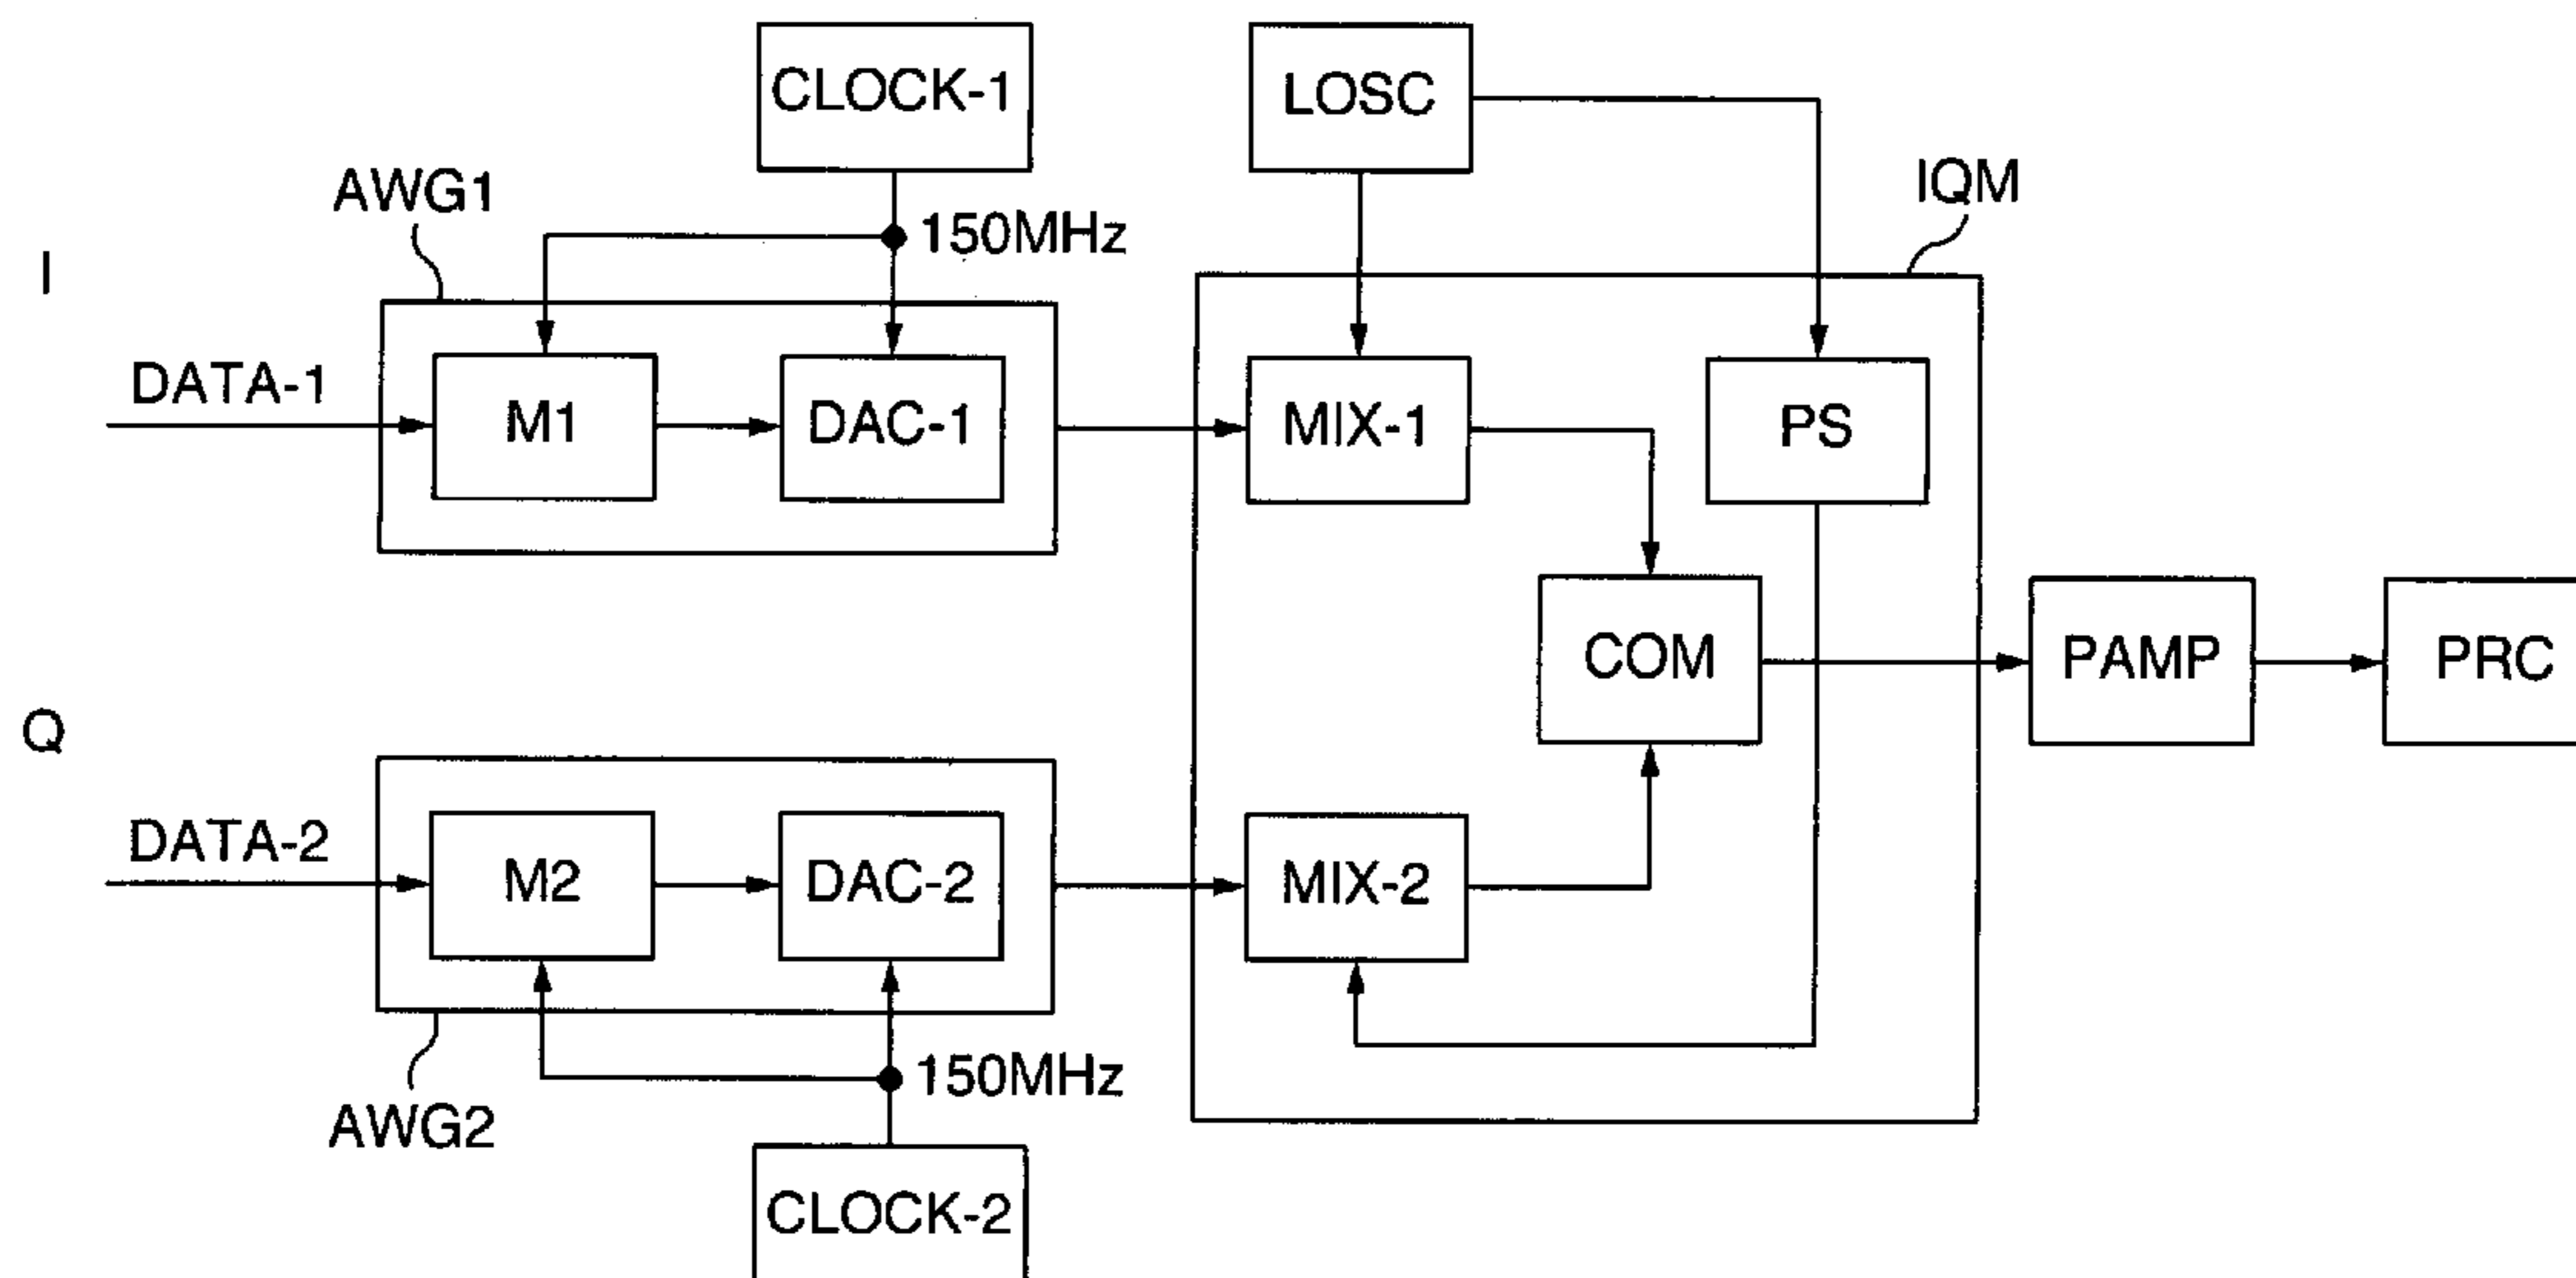 CLOCK-1
LOSC
AWG1
IQM
150MHz
I
DATA-1
M1
DAC-1
MIX-1
PS
COM
PAMP
PRC
Q
DATA-2
M2
DAC-2
MIX-2
150MHz
AWG2
CLOCK-2